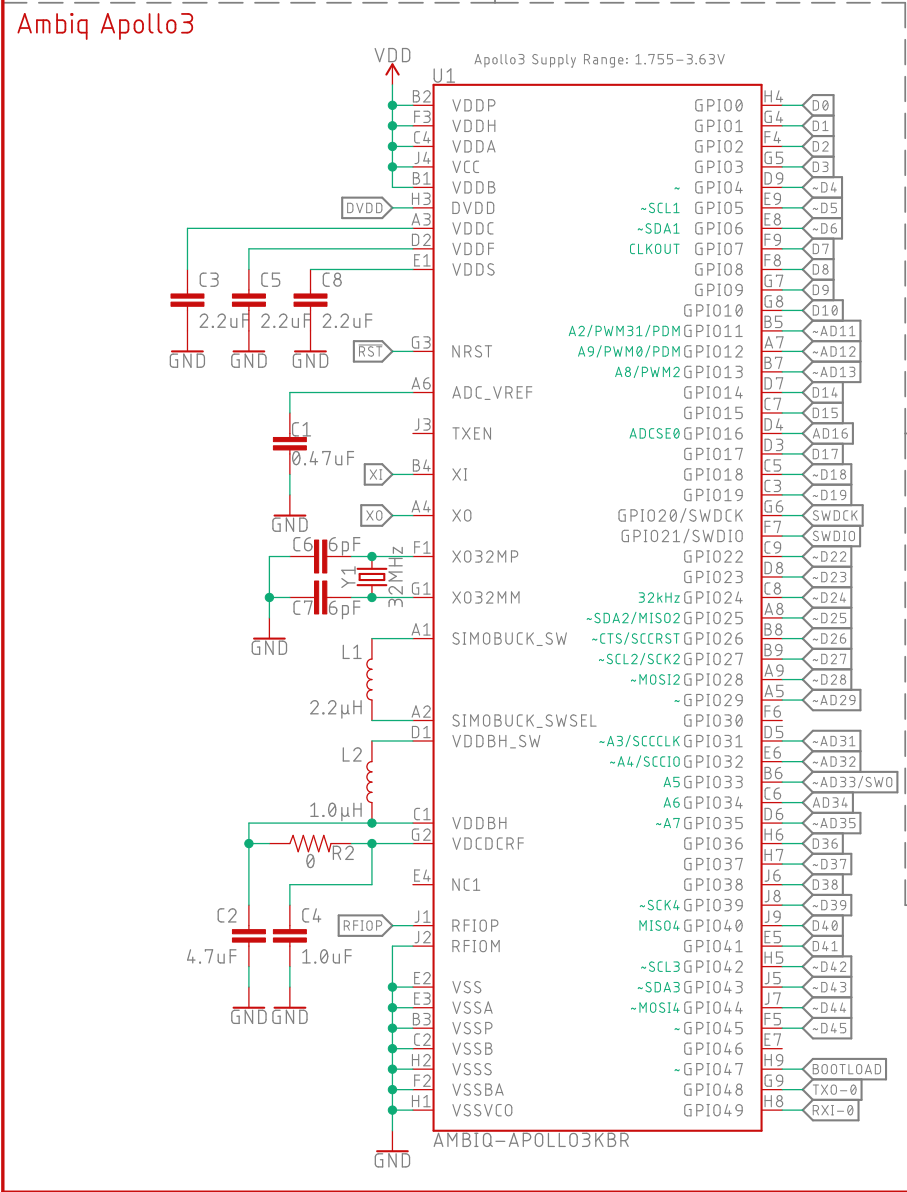 Ambiq Apollo3
VDD
Apollo3 Supply Range: 1.755-3.63V
U1
B2 VDDP GPIO0 H4 D0
F3 VDDH GPIO1 G4 D1
C4 VDDA GPIO2 F4 D2
J4 VCC GPIO3 G5 D3
B1 VDDB ~ GPIO4 D9 ~D4
DVDD H3 DVDD ~SCL1 GPIO5 E9 ~D5
A3 VDDC ~SDA1 GPIO6 E8 ~D6
D2 VDDF CLKOUT GPIO7 F9 D7
E1 VDDS GPIO8 F8 D8
C3 C5 C8 GPIO9 G7 D9
2.2uF 2.2uF 2.2uF GPIO10 G8 D10
A2/PWM31/PDM GPIO11 B5 ~AD11
GND GND GND RST G3 NRST A9/PWM0/PDM GPIO12 A7 ~AD12
A8/PWM2 GPIO13 B7 ~AD13
A6 ADC_VREF GPIO14 D7 D14
C1 GPIO15 C7 D15
J3 TXEN ADCSE0 GPIO16 D4 AD16
0.47uF GPIO17 D3 D17
XI B4 XI GPIO18 C5 ~D18
GPIO19 C3 ~D19
GND XO A4 XO GPIO20/SWDCK G6 SWDCK
GPIO21/SWDIO F7 SWDIO
C6 6pF F1 XO32MP GPIO22 C9 ~D22
Y1 32MHz GPIO23 D8 ~D23
C7 6pF G1 XO32MM 32kHz GPIO24 C8 ~D24
~SDA2/MISO2 GPIO25 A8 ~D25
GND A1 SIMOBUCK_SW ~CTS/SCCRST GPIO26 B8 ~D26
L1 ~SCL2/SCK2 GPIO27 B9 ~D27
~MOSI2 GPIO28 A9 ~D28
2.2µH ~ GPIO29 A5 ~AD29
A2 SIMOBUCK_SWSEL GPIO30 F6
D1 VDDBH_SW ~A3/SCCCLK GPIO31 D5 ~AD31
L2 ~A4/SCCIO GPIO32 E6 ~AD32
A5 GPIO33 B6 ~AD33/SWO
1.0µH A6 GPIO34 C6 AD34
C1 VDDBH ~A7 GPIO35 D6 ~AD35
0 R2 G2 VDCDCRF GPIO36 H6 D36
GPIO37 H7 ~D37
E4 NC1 GPIO38 J6 D38
C2 C4 ~SCK4 GPIO39 J8 ~D39
RFIOP J1 RFIOP MISO4 GPIO40 J9 D40
4.7uF 1.0uF J2 RFIOM GPIO41 E5 D41
~SCL3 GPIO42 H5 ~D42
E2 VSS ~SDA3 GPIO43 J5 ~D43
GND GND E3 VSSA ~MOSI4 GPIO44 J7 ~D44
B3 VSSP ~ GPIO45 F5 ~D45
C2 VSSB GPIO46 E7
H2 VSSS ~ GPIO47 H9 BOOTLOAD
F2 VSSBA GPIO48 G9 TXO-0
H1 VSSVCO GPIO49 H8 RXI-0
GND AMBIQ-APOLLO3KBR